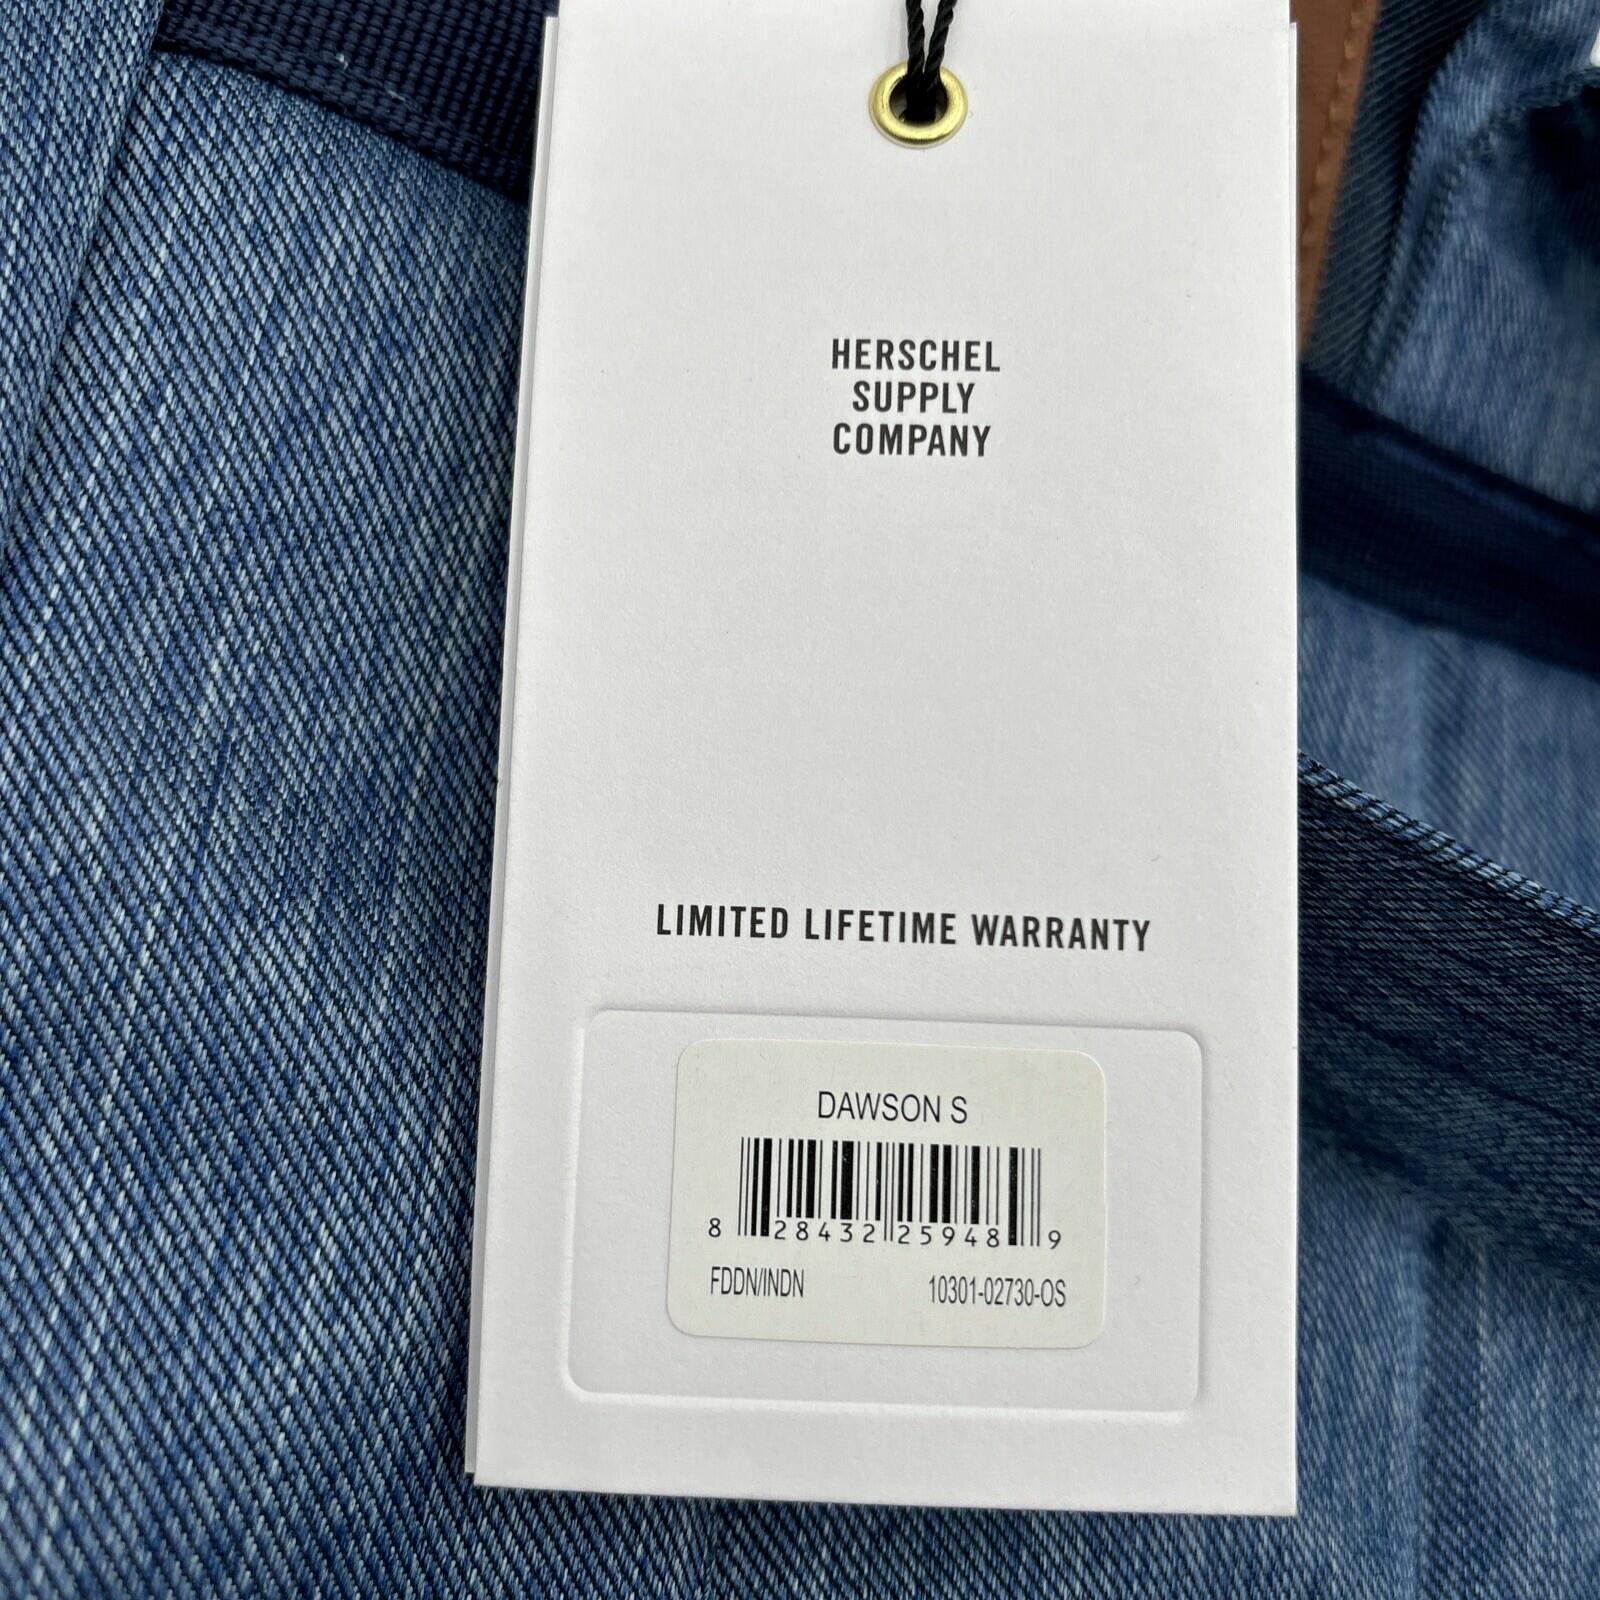 HERSCHEL
SUPPLY
COMPANY
LIMITED LIFETIME WARRANTY
DAWSON S
8 28432 25948 9
FDDN/INDN 10301-02730-OS